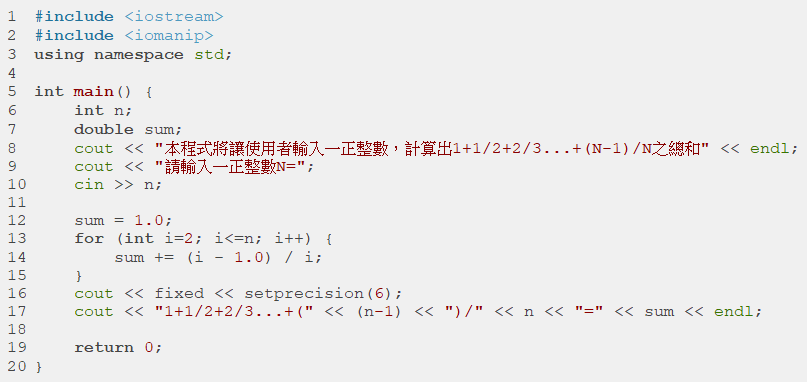 1 #include <iostream>
2 #include <iomanip>
3 using namespace std;
4
5 int main() {
6     int n;
7     double sum;
8     cout << "本程式將讓使用者輸入一正整數，計算出1+1/2+2/3...+(N-1)/N之總和" << endl;
9     cout << "請輸入一正整數N=";
10     cin >> n;
11
12     sum = 1.0;
13     for (int i=2; i<=n; i++) {
14         sum += (i - 1.0) / i;
15     }
16     cout << fixed << setprecision(6);
17     cout << "1+1/2+2/3...+(" << (n-1) << ")/" << n << "=" << sum << endl;
18
19     return 0;
20 }